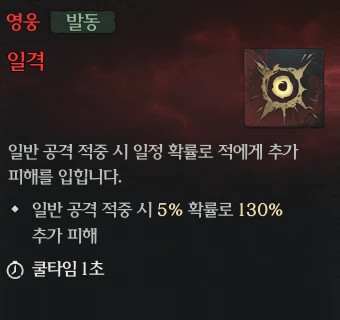 영웅 발동
일격
일반 공격 적중 시 일정 확률로 적에게 추가
피해를 입힙니다.
◆ 일반 공격 적중 시 5% 확률로 130%
추가 피해
쿨타임 1초